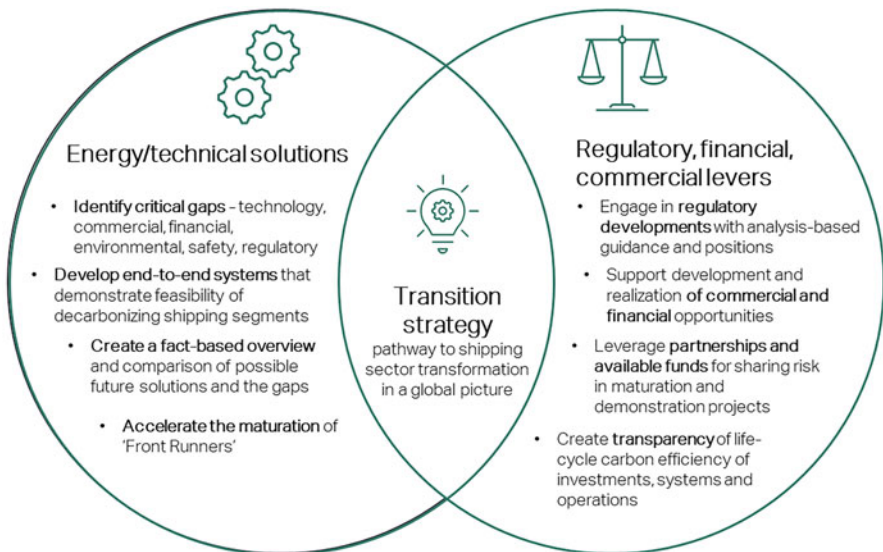 Energy/technical solutions
• Identify critical gaps – technology,
commercial, financial,
environmental, safety, regulatory
• Develop end-to-end systems that
demonstrate feasibility of
decarbonizing shipping segments
• Create a fact-based overview
and comparison of possible
future solutions and the gaps
• Accelerate the maturation of
‘Front Runners’
Transition
strategy
pathway to shipping
sector transformation
in a global picture
Regulatory, financial,
commercial levers
• Engage in regulatory
developments with analysis-based
guidance and positions
• Support development and
realization of commercial and
financial opportunities
• Leverage partnerships and
available funds for sharing risk
in maturation and
demonstration projects
• Create transparency of life-
cycle carbon efficiency of
investments, systems and
operations